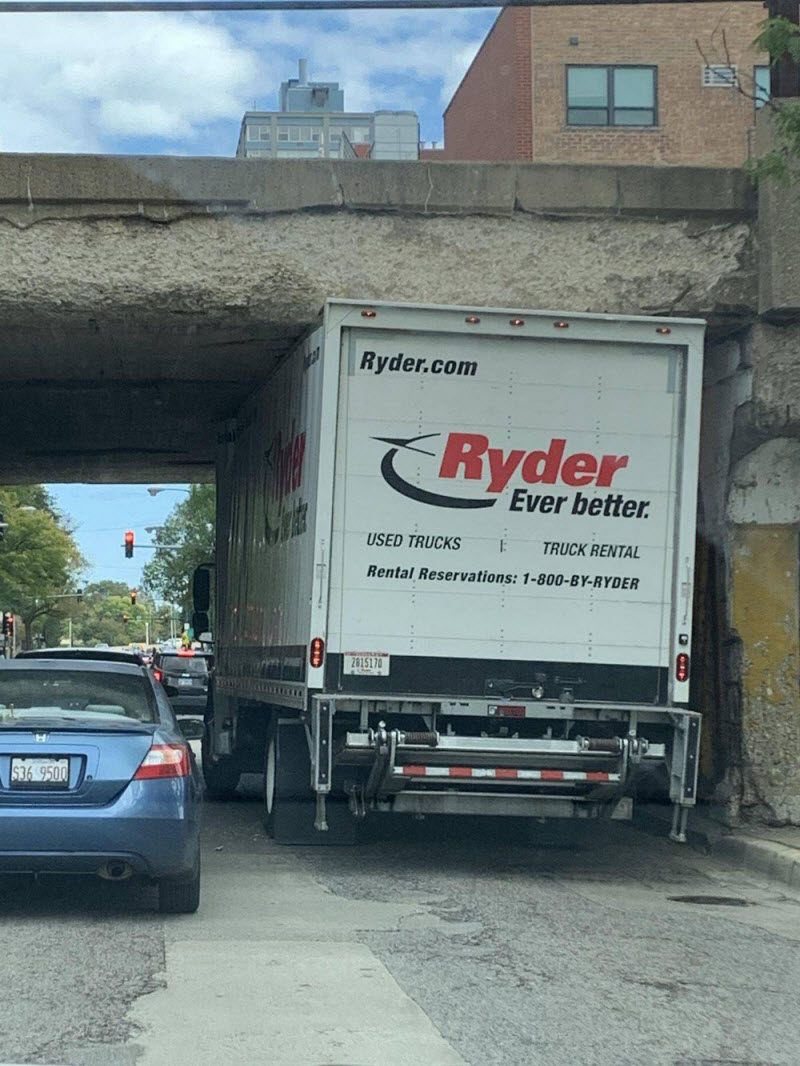 Ryder.com
Ryder
Ever better.
USED TRUCKS | TRUCK RENTAL
Rental Reservations: 1-800-BY-RYDER
2815170
S36 9500